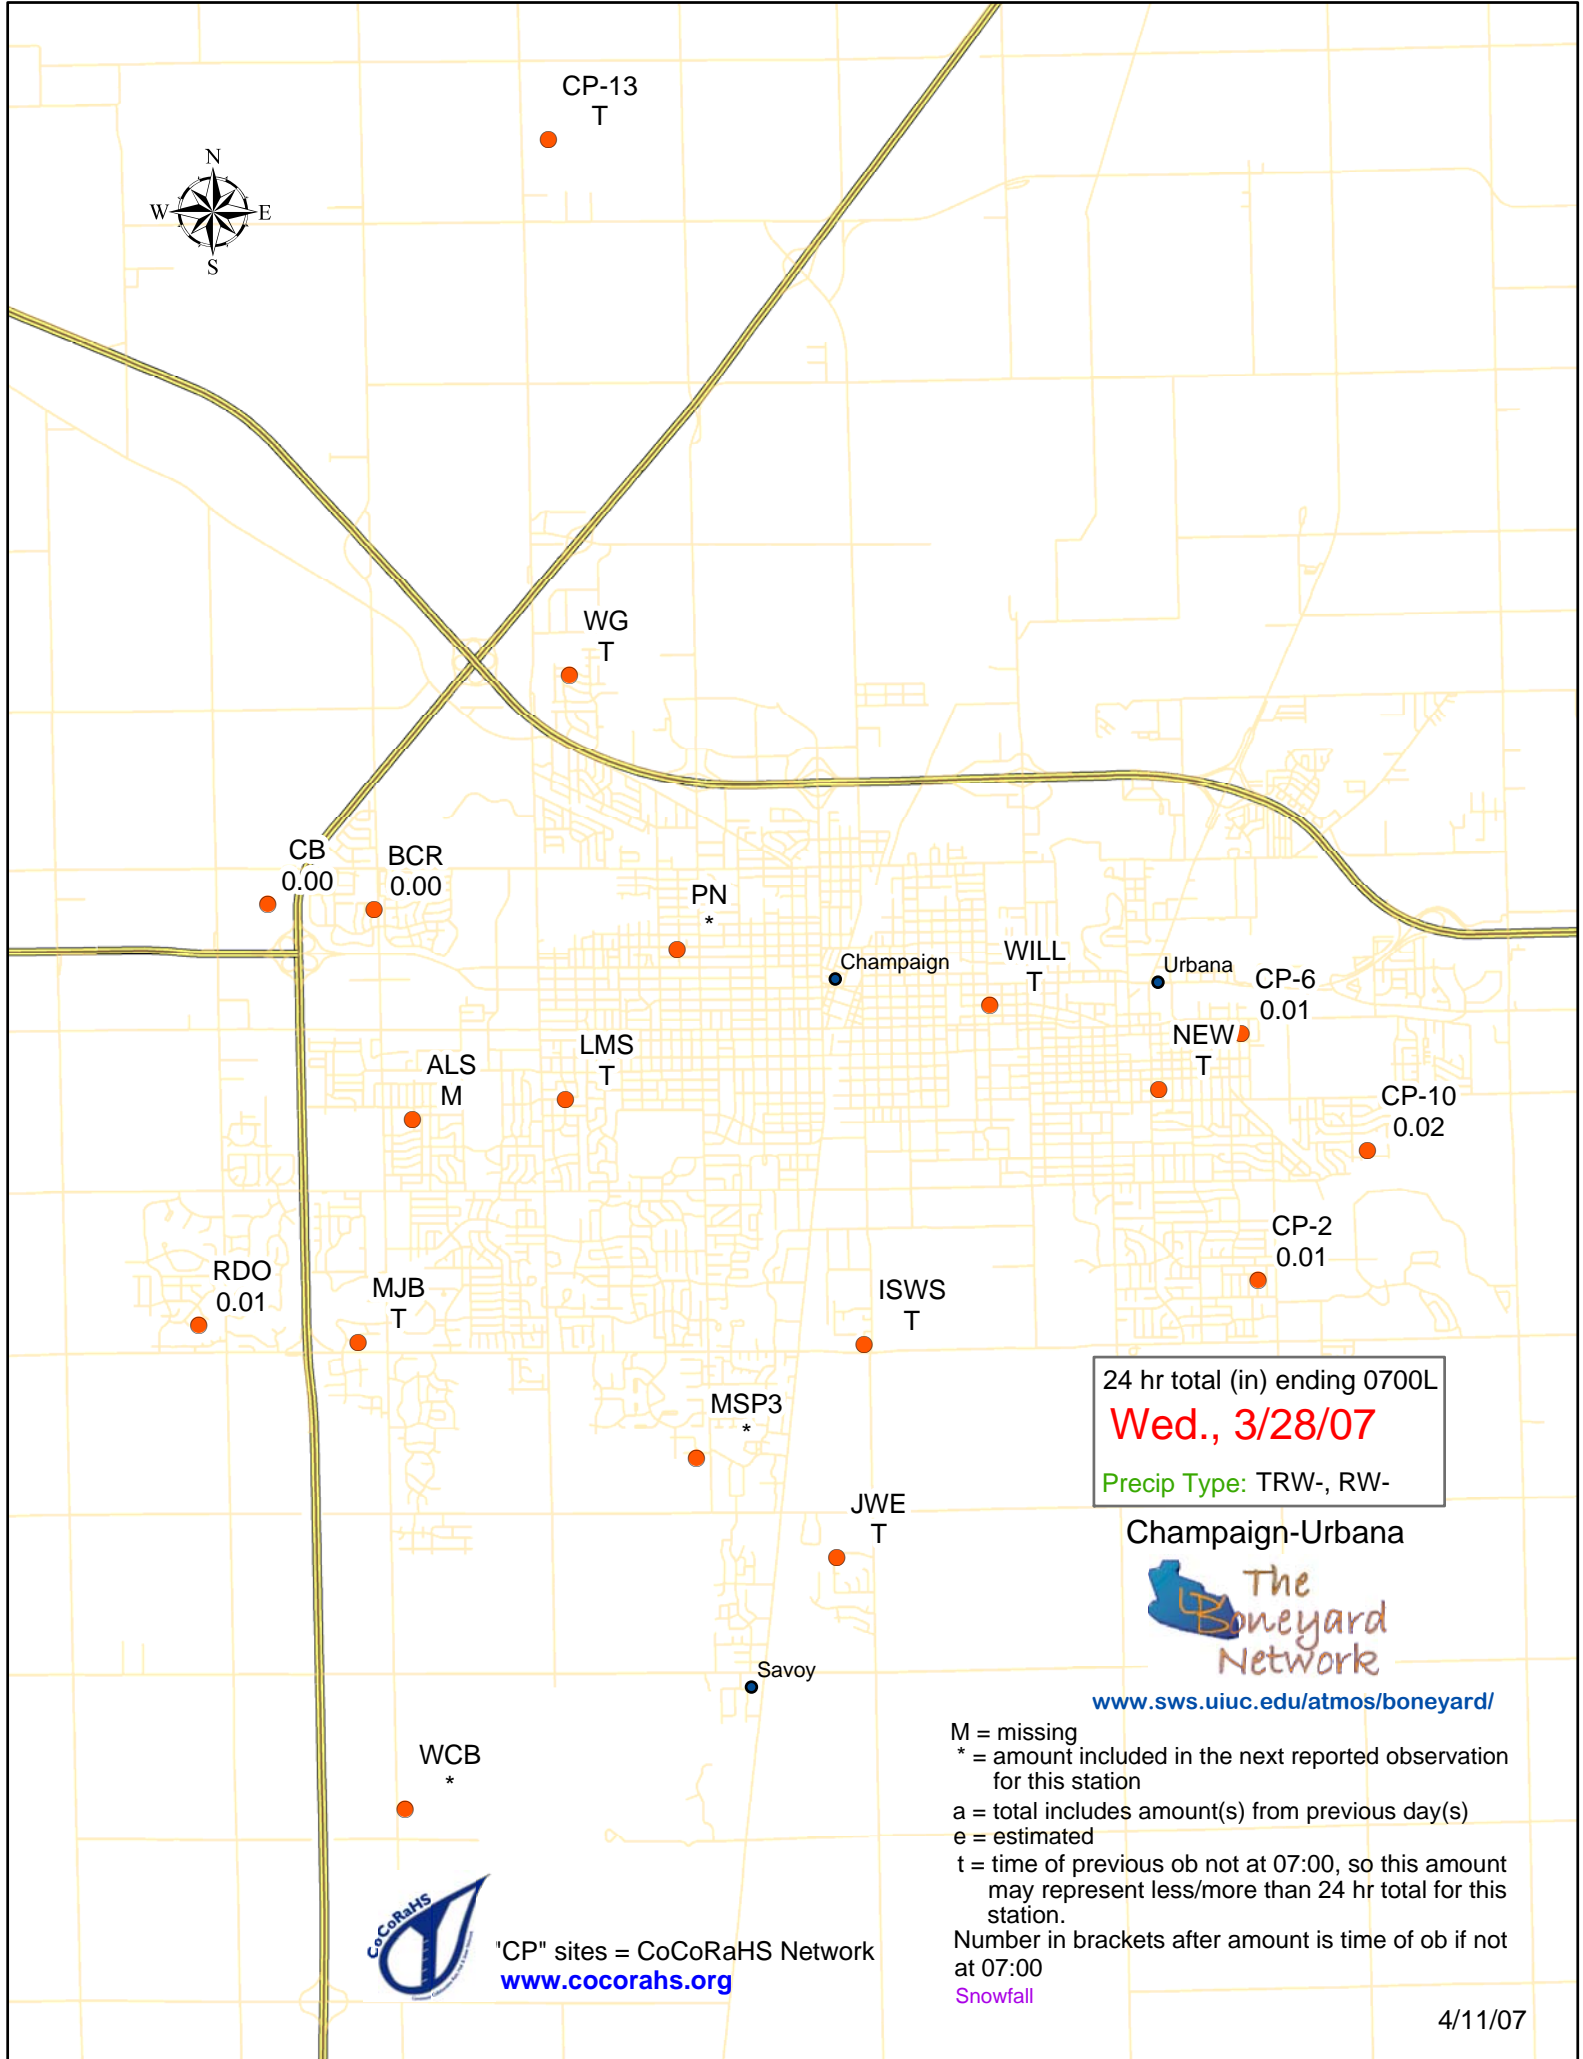 CP-13
T
N
W
E
S
WG
T
CB
0.00
BCR
0.00
PN
*
Champaign
WILL
T
Urbana
CP-6
0.01
NEW
T
LMS
T
ALS
M
CP-10
0.02
CP-2
0.01
RDO
0.01
MJB
T
ISWS
T
MSP3
*
24 hr total (in) ending 0700L
Wed., 3/28/07
Precip Type: TRW-, RW-
JWE
T
Champaign-Urbana
The
Boneyard
Network
www.sws.uiuc.edu/atmos/boneyard/
Savoy
WCB
*
M = missing
* = amount included in the next reported observation
for this station
a = total includes amount(s) from previous day(s)
e = estimated
t = time of previous ob not at 07:00, so this amount
may represent less/more than 24 hr total for this
station.
Number in brackets after amount is time of ob if not
at 07:00
Snowfall
CoCoRaHS
"CP" sites = CoCoRaHS Network
www.cocorahs.org
4/11/07